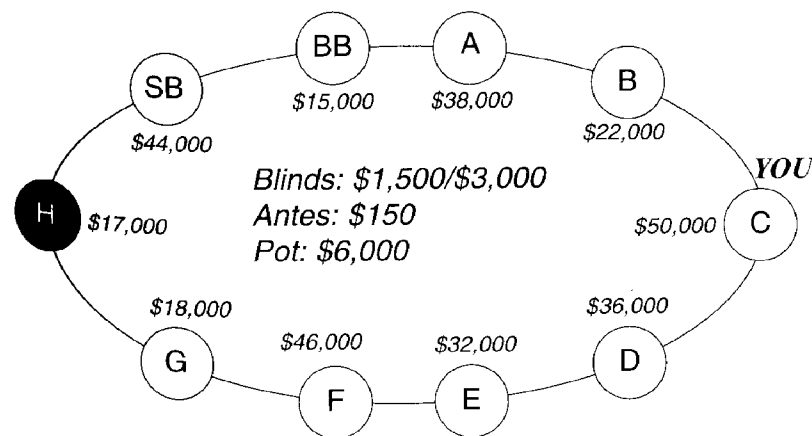 BB
A
SB
B
$15,000
$38,000
$44,000
$22,000
YOU
Blinds: $1,500/$3,000
Antes: $150
Pot: $6,000
H
$17,000
$50,000
C
$18,000
$46,000
$32,000
$36,000
G
F
E
D